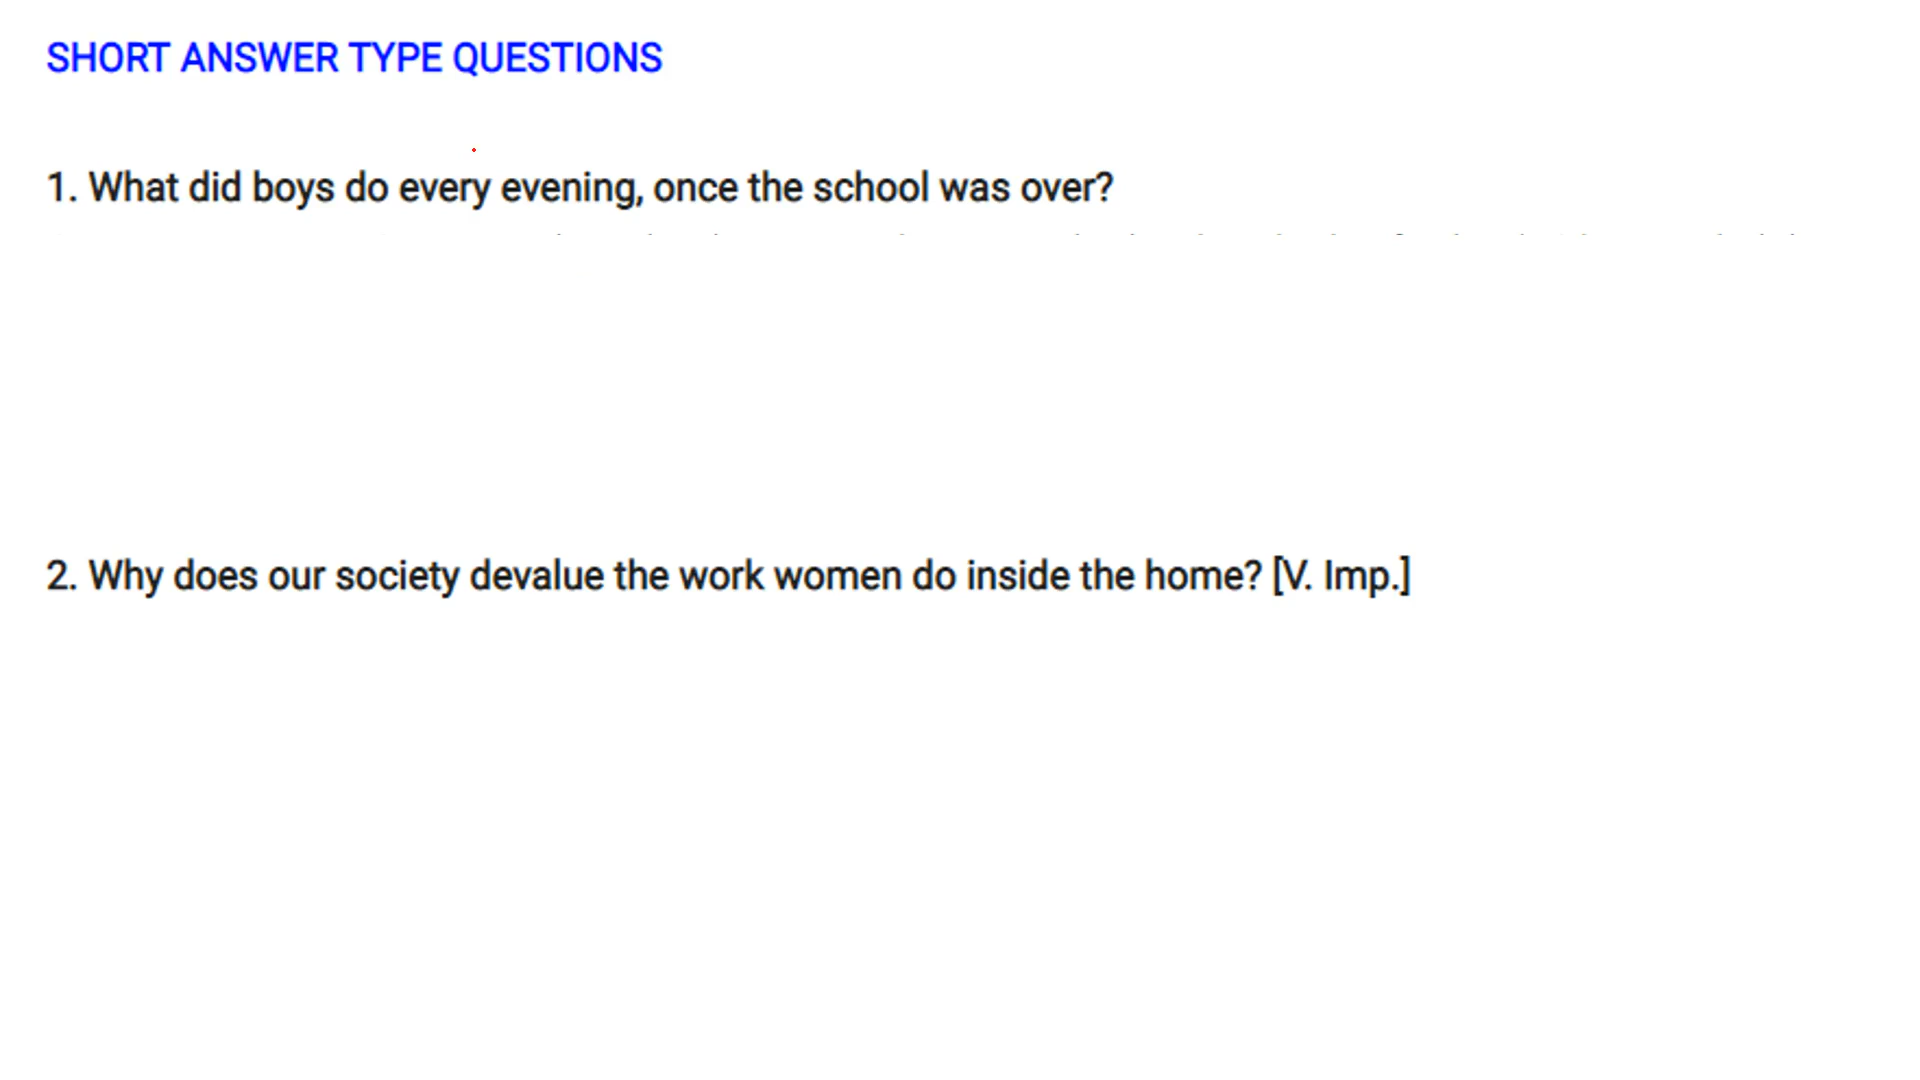 SHORT ANSWER TYPE QUESTIONS
1. What did boys do every evening, once the school was over?
2. Why does our society devalue the work women do inside the home? [V. Imp.]